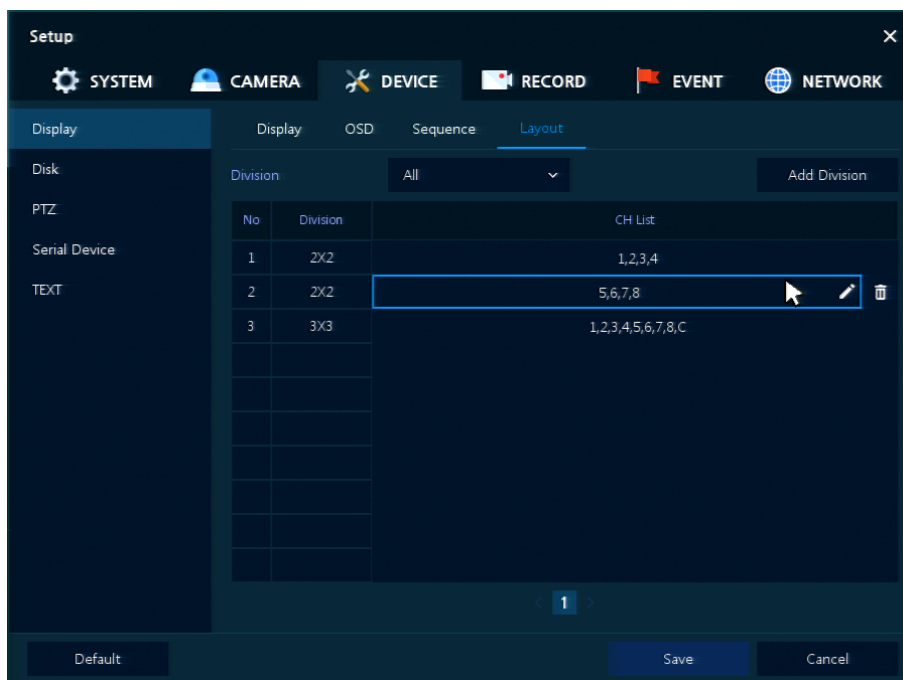 Setup
SYSTEM CAMERA DEVICE RECORD EVENT NETWORK
Display Display OSD Sequence Layout
Disk Division All Add Division
PTZ No Division CH List
Serial Device 1 2X2 1,2,3,4
TEXT 2 2X2 5,6,7,8
3 3X3 1,2,3,4,5,6,7,8,C
1
Default Save Cancel